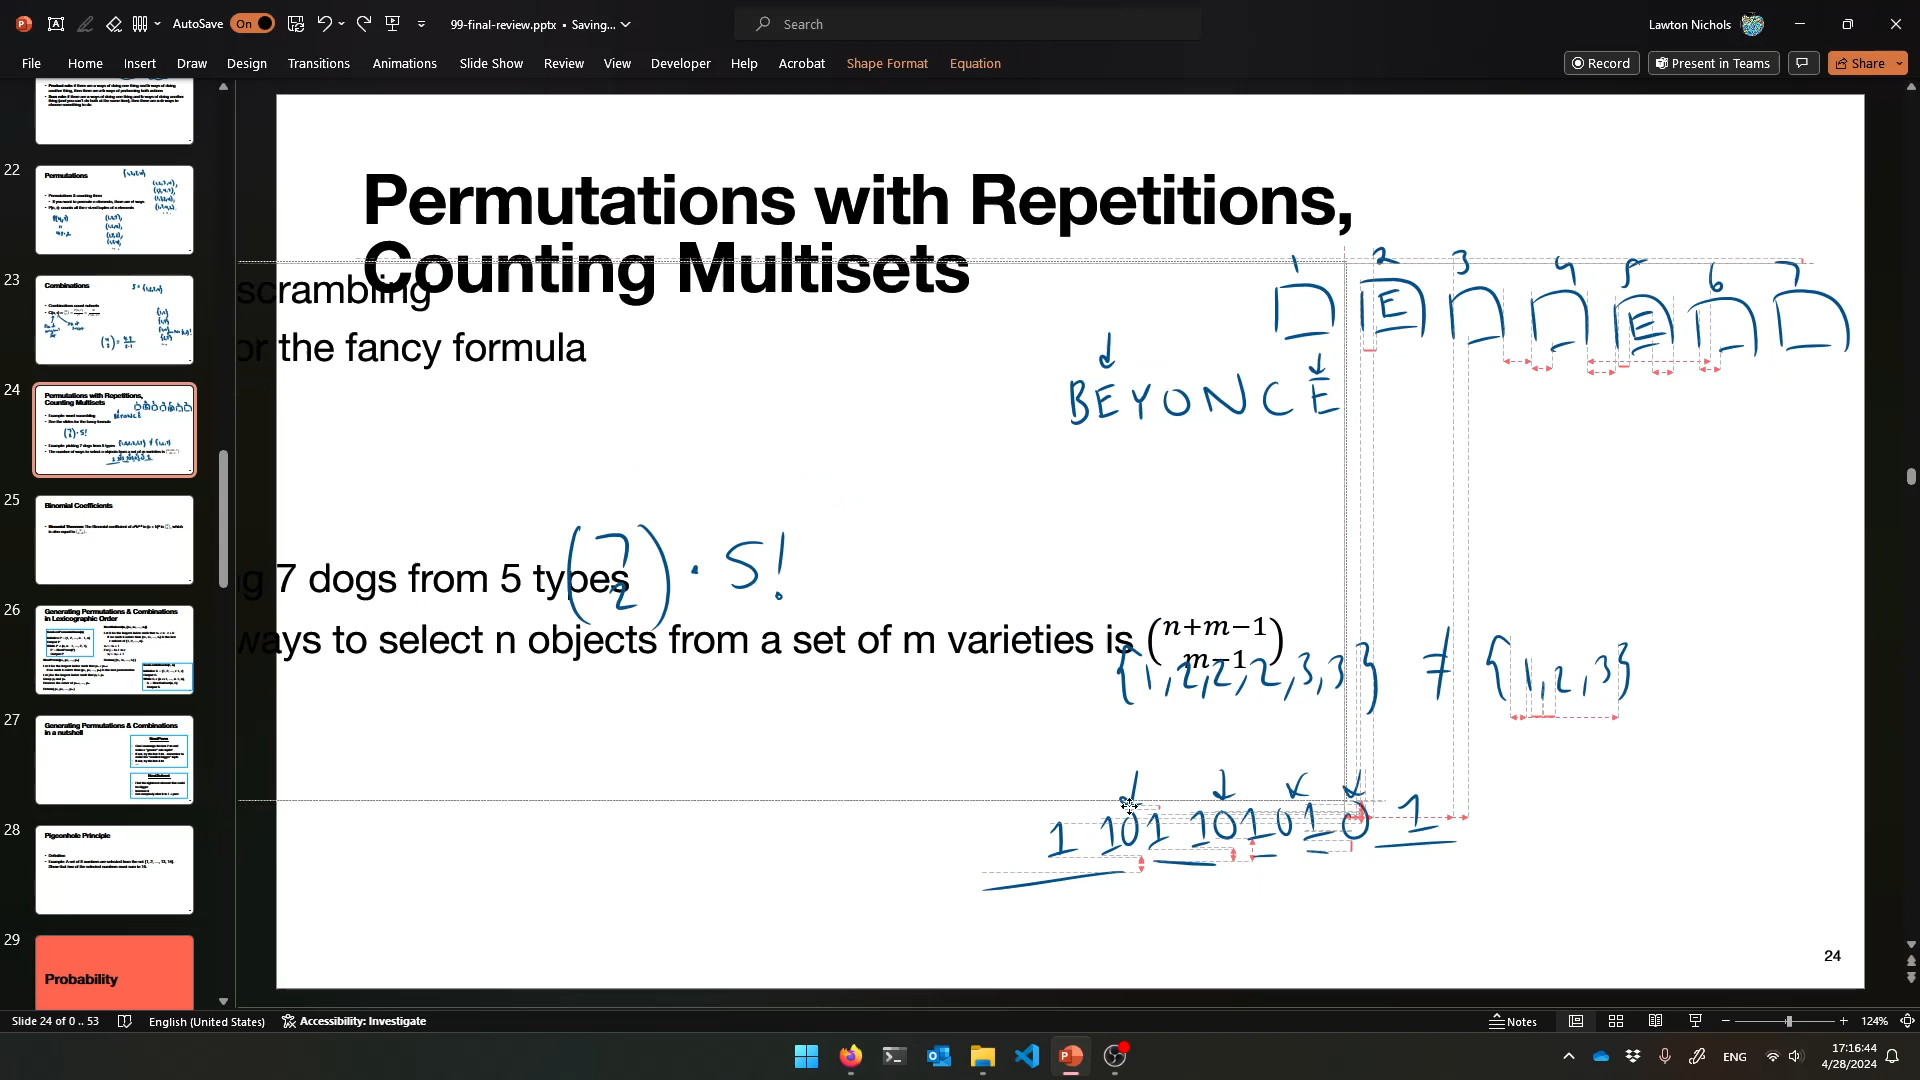 AutoSave On 99-final-review.pptx • Saving... Search Lawton Nichols
File Home Insert Draw Design Transitions Animations Slide Show Review View Developer Help Acrobat Shape Format Equation Record Present in Teams Share
22
Permutations
23
Combinations
24
Permutations with Repetitions,
Counting Multisets
25
Binomial Coefficients
26
Generating Permutations & Combinations
in Lexicographic Order
27
Generating Permutations & Combinations
in a nutshell
28
Pigeonhole Principle
29
Probability
Permutations with Repetitions,
Counting Multisets
scrambling
or the fancy formula
1 2 3 4 5 6 7
E E
BEYONCE
(7 2) · 5!
g 7 dogs from 5 types
ways to select n objects from a set of m varieties is (n+m−1 m−1)
{1,2,2,2,3,3} ≠ {1,2,3}
1 101 101010 1
24
Slide 24 of 0 .. 53 English (United States) Accessibility: Investigate Notes 124%
ENG 17:16:44
4/28/2024